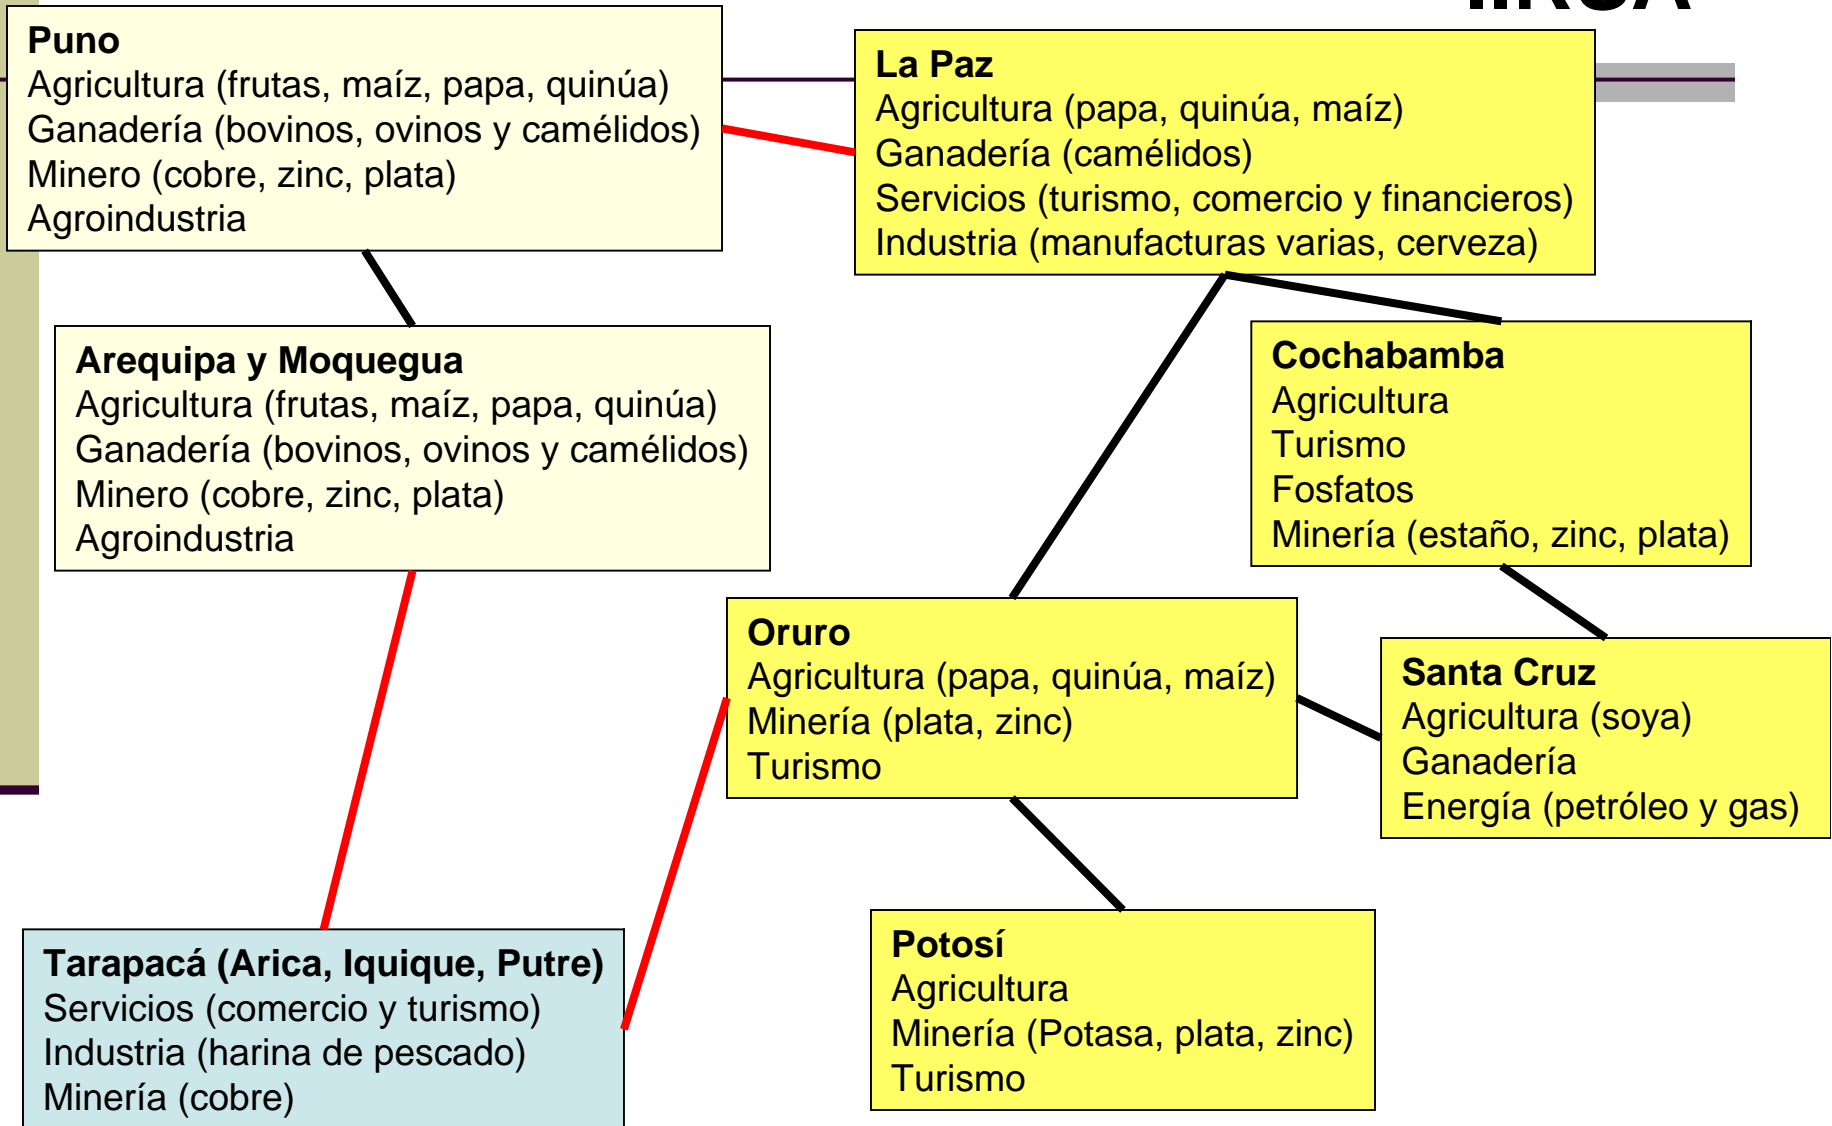 IIRSA
Puno
Agricultura (frutas, maíz, papa, quinúa)
Ganadería (bovinos, ovinos y camélidos)
Minero (cobre, zinc, plata)
Agroindustria
La Paz
Agricultura (papa, quinúa, maíz)
Ganadería (camélidos)
Servicios (turismo, comercio y financieros)
Industria (manufacturas varias, cerveza)
Arequipa y Moquegua
Agricultura (frutas, maíz, papa, quinúa)
Ganadería (bovinos, ovinos y camélidos)
Minero (cobre, zinc, plata)
Agroindustria
Cochabamba
Agricultura
Turismo
Fosfatos
Minería (estaño, zinc, plata)
Oruro
Agricultura (papa, quinúa, maíz)
Minería (plata, zinc)
Turismo
Santa Cruz
Agricultura (soya)
Ganadería
Energía (petróleo y gas)
Tarapacá (Arica, Iquique, Putre)
Servicios (comercio y turismo)
Industria (harina de pescado)
Minería (cobre)
Potosí
Agricultura
Minería (Potasa, plata, zinc)
Turismo